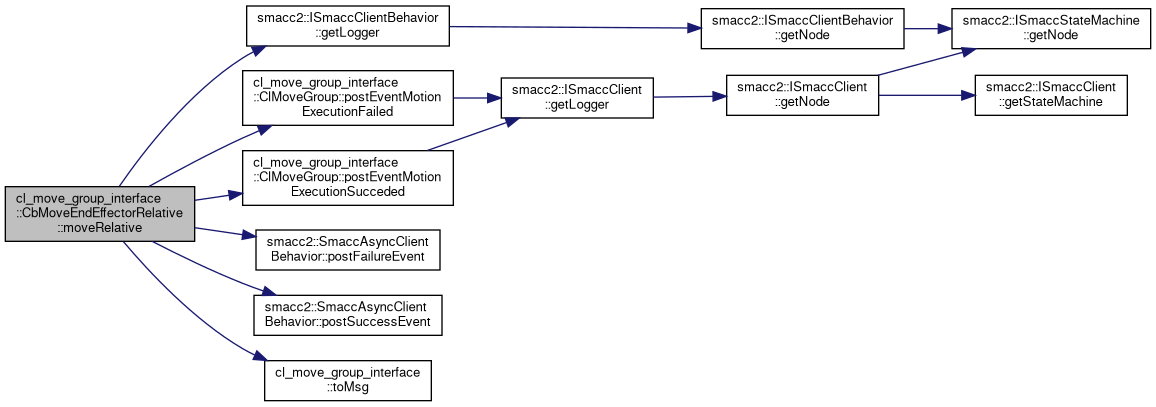 smacc2::ISmaccClientBehavior
::getLogger
smacc2::ISmaccClientBehavior
::getNode
smacc2::ISmaccStateMachine
::getNode
cl_move_group_interface
::ClMoveGroup::postEventMotion
ExecutionFailed
smacc2::ISmaccClient
::getLogger
smacc2::ISmaccClient
::getNode
smacc2::ISmaccClient
::getStateMachine
cl_move_group_interface
::ClMoveGroup::postEventMotion
ExecutionSucceded
cl_move_group_interface
::CbMoveEndEffectorRelative
::moveRelative
smacc2::SmaccAsyncClient
Behavior::postFailureEvent
smacc2::SmaccAsyncClient
Behavior::postSuccessEvent
cl_move_group_interface
::toMsg